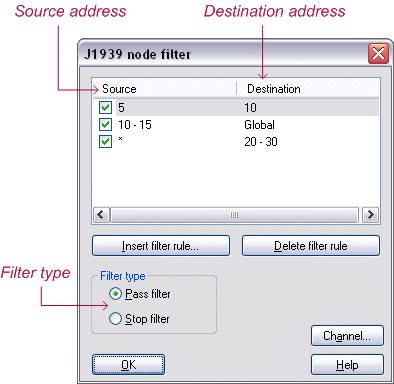 Source address Destination address
J1939 node filter
Source Destination
5 10
10 - 15 Global
* 20 - 30
Insert filter rule... Delete filter rule
Filter type
Filter type
Pass filter
Stop filter
Channel...
OK Help